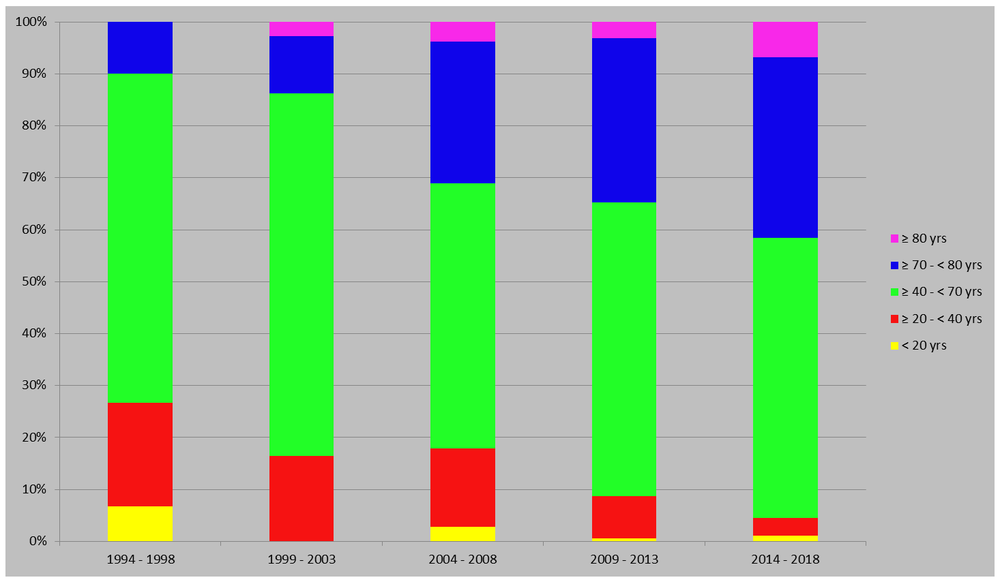 100%
90%
80%
70%
60%
50%
40%
30%
20%
10%
0%
1994 - 1998
1999 - 2003
2004 - 2008
2009 - 2013
2014 - 2018
≥ 80 yrs
≥ 70 - < 80 yrs
≥ 40 - < 70 yrs
≥ 20 - < 40 yrs
< 20 yrs